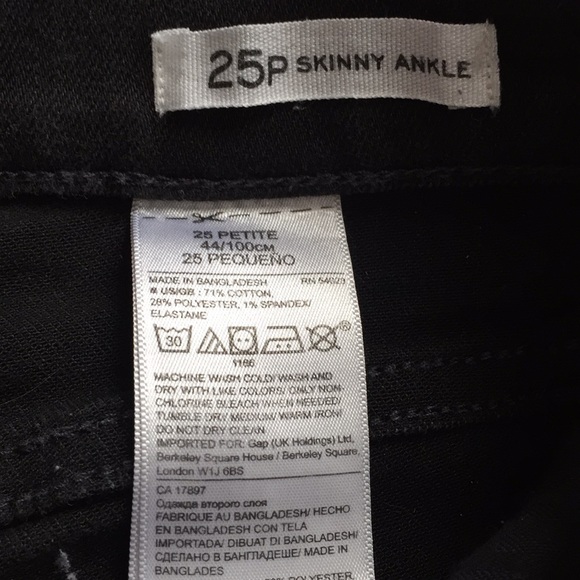 25P SKINNY ANKLE
25 PETITE
44/100CM
25 PEQUEÑO
MADE IN BANGLADESH RN 54023
# US/GB : 71% COTTON,
28% POLYESTER, 1% SPANDEX/
ELASTANE
30
®
1186
MACHINE WASH COLD/ WASH AND
DRY WITH LIKE COLORS/ ONLY NON-
CHLORINE BLEACH WHEN NEEDED/
TUMBLE DRY MEDIUM/ WARM IRON/
DO NOT DRY CLEAN
IMPORTED FOR: Gap (UK Holdings) Ltd,
Berkeley Square House / Berkeley Square,
London W1J 6BS
CA 17897
Одежда второго слоя
FABRIQUE AU BANGLADESH/ HECHO
EN BANGLADESH CON TELA
IMPORTADA/ DIBUAT DI BANGLADESH/
СДЕЛАНО В БАНГЛАДЕШЕ/ MADE IN
BANGLADES
POLYESTER,